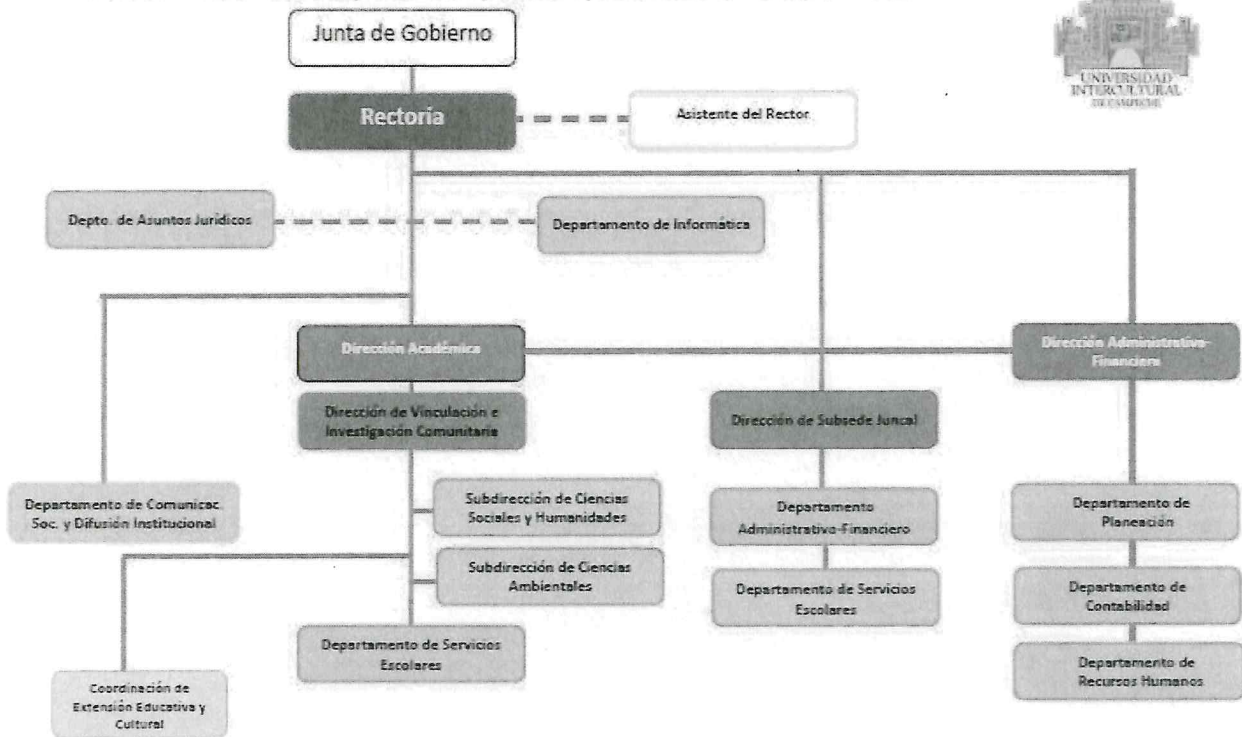 Junta de Gobierno
UNIVERSIDAD
INTERCULTURAL
DE CAMPECHE
Rectoria
Asistente del Rector
Depto. de Asuntos Jurídicos
Departamento de Informática
Dirección Académica
Dirección Administrativa-
Financiera
Dirección de Vinculación e
Investigación Comunitaria
Dirección de Subsede Juncal
Departamento de Comunicac.
Soc. y Difusión Institucional
Subdirección de Ciencias
Sociales y Humanidades
Departamento
Administrativo-Financiero
Departamento de
Planeación
Subdirección de Ciencias
Ambientales
Departamento de Servicios
Escolares
Departamento de
Contabilidad
Departamento de Servicios
Escolares
Departamento de
Recursos Humanos
Coordinación de
Extensión Educativa y
Cultural